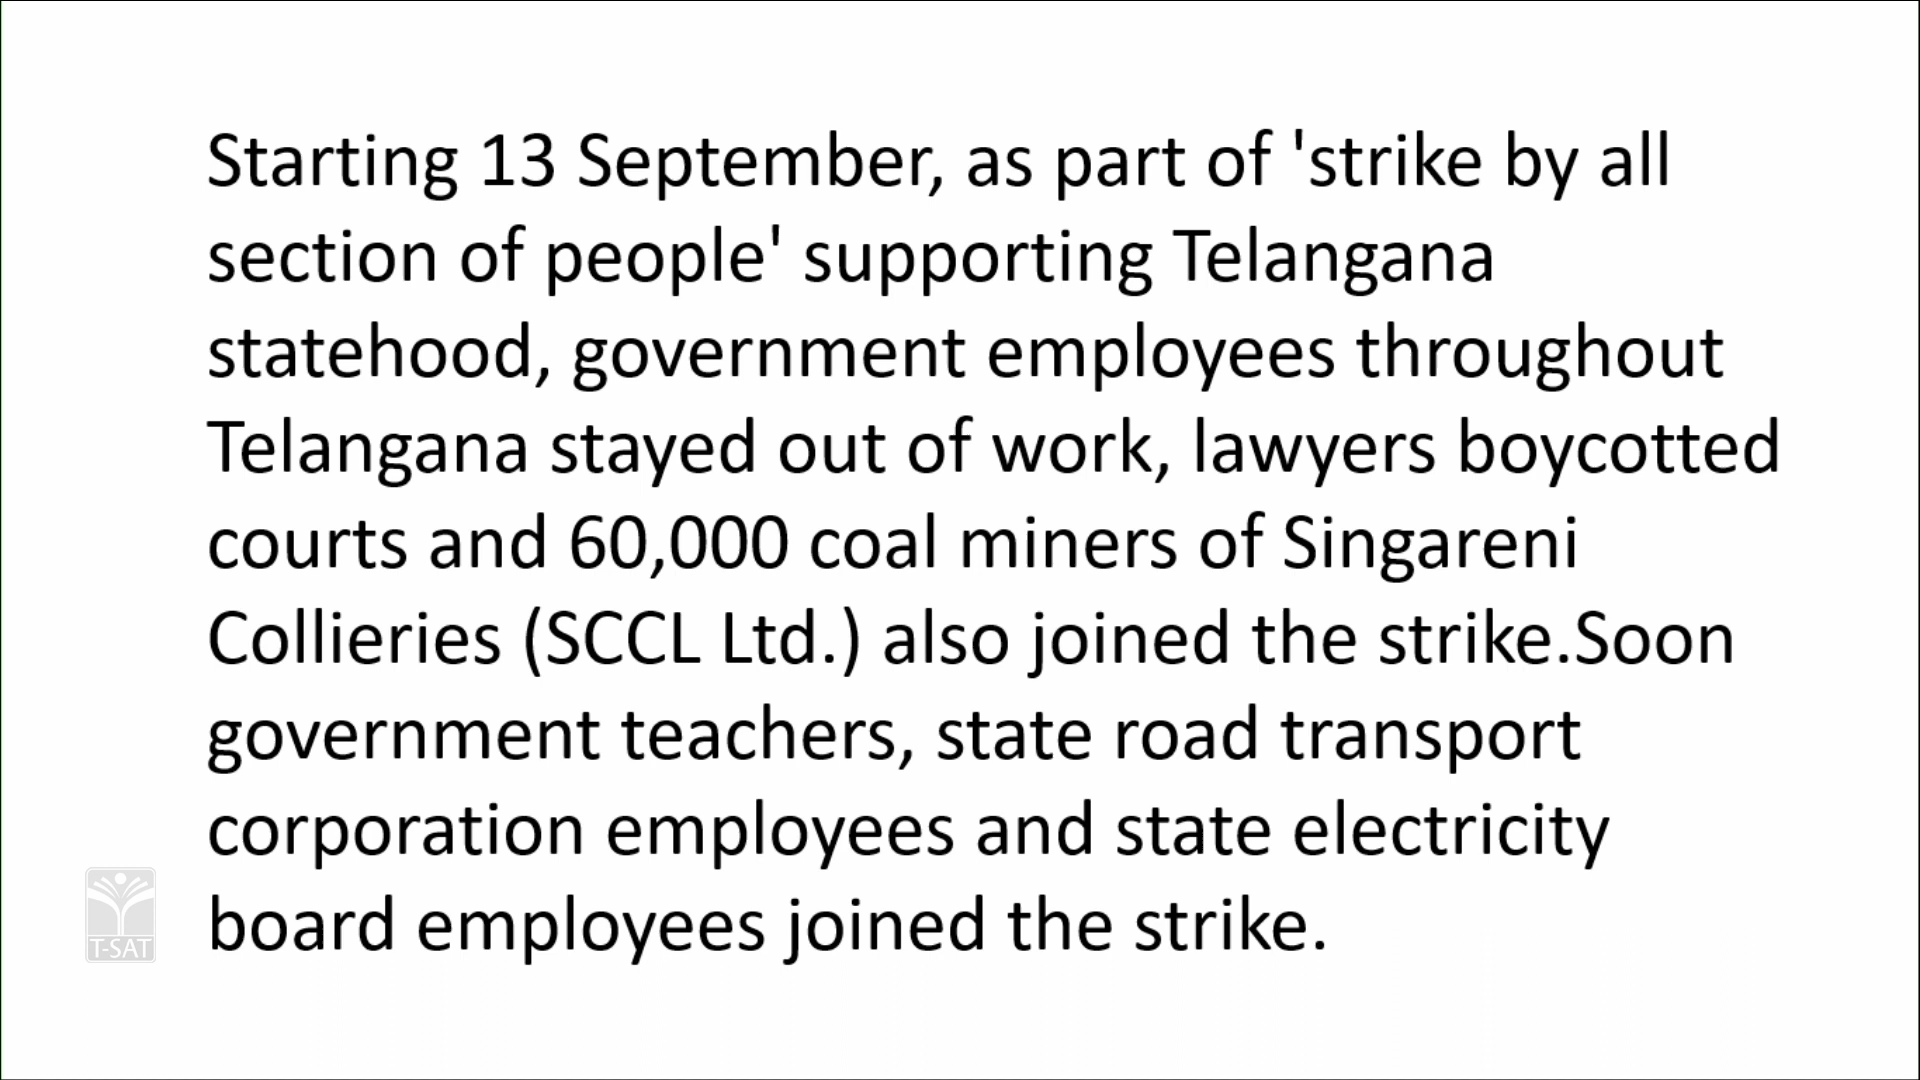 Starting 13 September, as part of 'strike by all
section of people' supporting Telangana
statehood, government employees throughout
Telangana stayed out of work, lawyers boycotted
courts and 60,000 coal miners of Singareni
Collieries (SCCL Ltd.) also joined the strike.Soon
government teachers, state road transport
corporation employees and state electricity
board employees joined the strike.
T-SAT